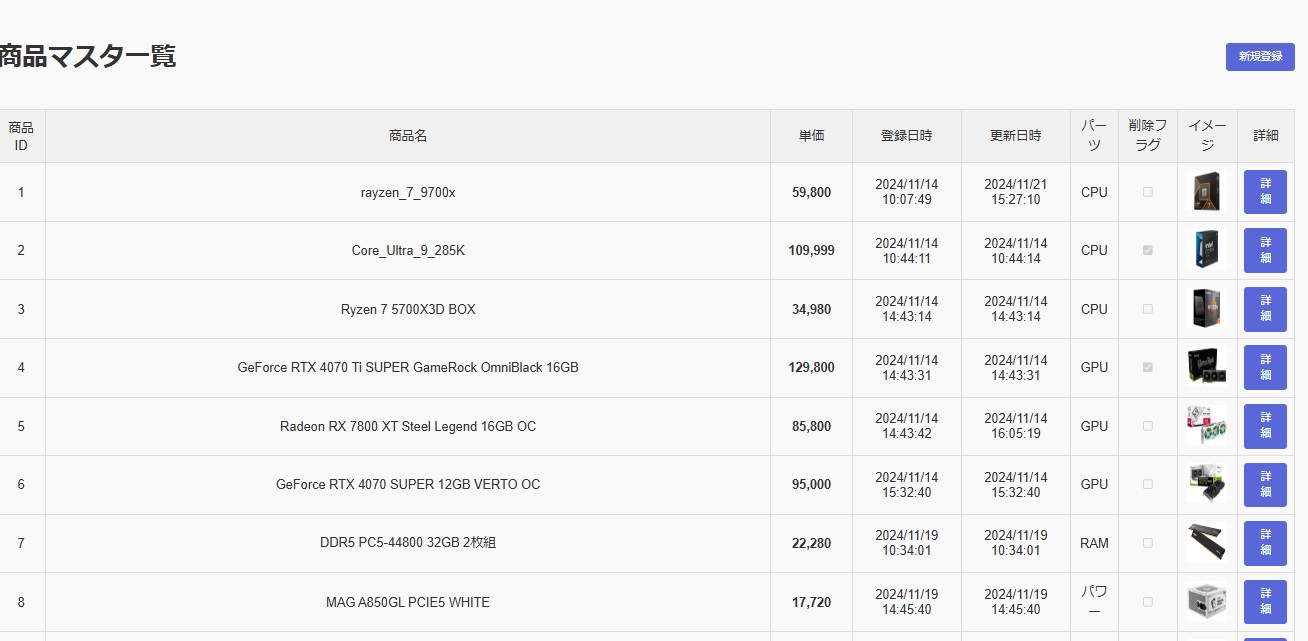 商品マスター覧
新規登録
商品
ID
商品名
単価
登録日時
更新日時
パー
ツ
削除フ
ラグ
イメー
ジ
詳細
1
rayzen_7_9700x
59,800
2024/11/14
10:07:49
2024/11/21
15:27:10
CPU
詳
細
2
Core_Ultra_9_285K
109,999
2024/11/14
10:44:11
2024/11/14
10:44:14
CPU
詳
細
3
Ryzen 7 5700X3D BOX
34,980
2024/11/14
14:43:14
2024/11/14
14:43:14
CPU
詳
細
4
GeForce RTX 4070 Ti SUPER GameRock OmniBlack 16GB
129,800
2024/11/14
14:43:31
2024/11/14
14:43:31
GPU
詳
細
5
Radeon RX 7800 XT Steel Legend 16GB OC
85,800
2024/11/14
14:43:42
2024/11/14
16:05:19
GPU
詳
細
6
GeForce RTX 4070 SUPER 12GB VERTO OC
95,000
2024/11/14
15:32:40
2024/11/14
15:32:40
GPU
詳
細
7
DDR5 PC5-44800 32GB 2枚組
22,280
2024/11/19
10:34:01
2024/11/19
10:34:01
RAM
詳
細
8
MAG A850GL PCIE5 WHITE
17,720
2024/11/19
14:45:40
2024/11/19
14:45:40
パワ
ー
詳
細